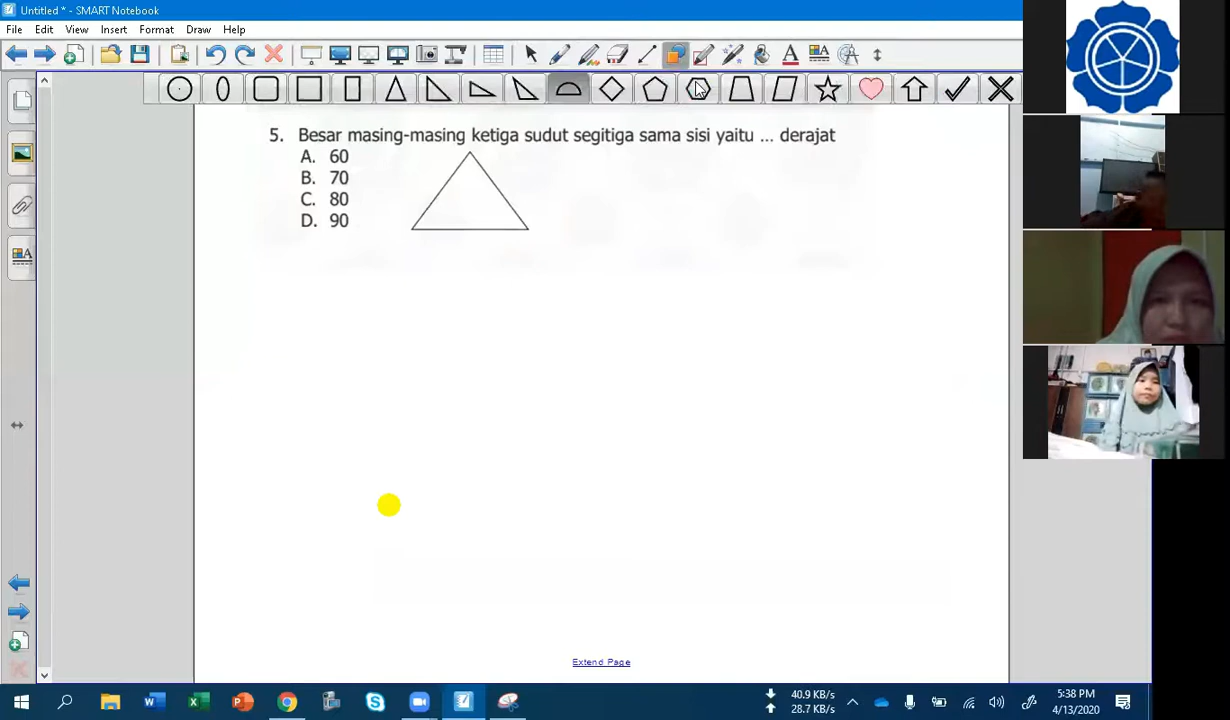 Untitled * - SMART Notebook
File Edit View Insert Format Draw Help
5. Besar masing-masing ketiga sudut segitiga sama sisi yaitu ... derajat
A. 60
B. 70
C. 80
D. 90
Extend Page
40.9 KB/s
28.7 KB/s
5:38 PM
4/13/2020